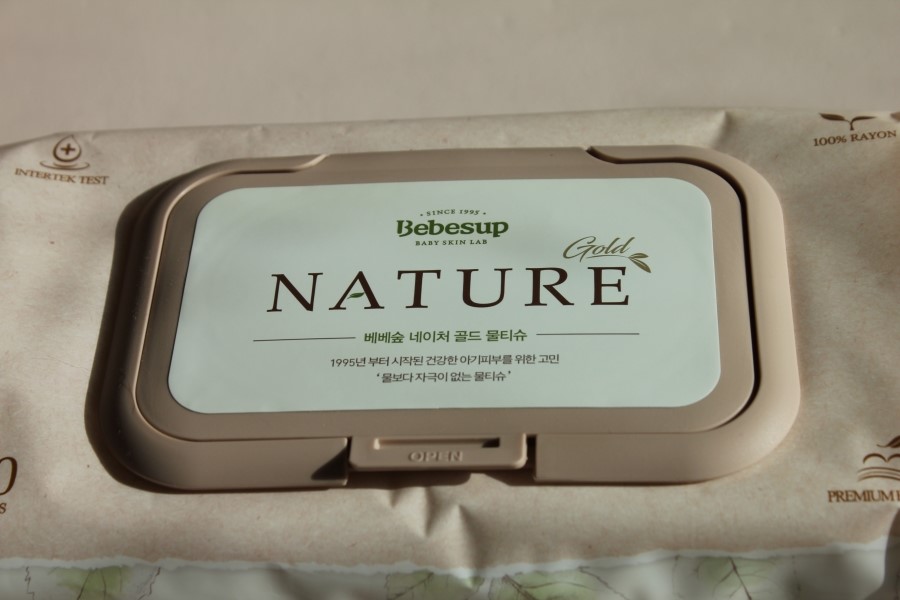 INTERTEK TEST
100% RAYON
SINCE 1995
Bebesup
BABY SKIN LAB
Gold
NATURE
베베숲 네이처 골드 물티슈
1995년 부터 시작된 건강한 아기피부를 위한 고민
'물보다 자극이 없는 물티슈'
OPEN
PREMIUM